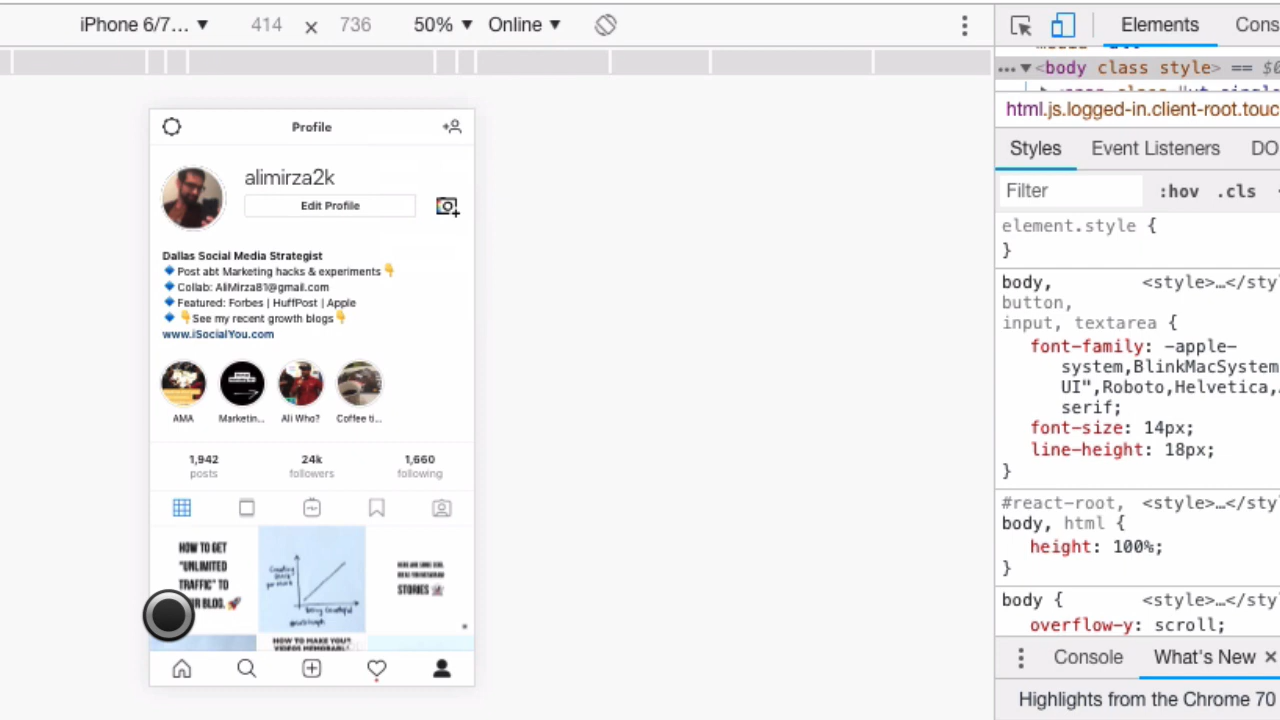 iPhone 6/7… ▼ 414 x 736 50% ▼ Online ▼
Elements Cons
<body class style> == $0
html.js.logged-in.client-root.touc
Styles Event Listeners DO
Filter :hov .cls
element.style {
}
body, <style>…</sty
button,
input, textarea {
font-family: -apple-
system,BlinkMacSystem
UI",Roboto,Helvetica,
serif;
font-size: 14px;
line-height: 18px;
}
#react-root, <style>…</sty
body, html {
height: 100%;
}
body { <style>…</sty
overflow-y: scroll;
Console What's New ×
Highlights from the Chrome 70
Profile
alimirza2k
Edit Profile
Dallas Social Media Strategist
🔷 Post abt Marketing hacks & experiments👇
🔷 Collab: AliMirza81@gmail.com
🔷 Featured: Forbes | HuffPost | Apple
🔷 👇See my recent growth blogs👇
www.iSocialYou.com
AMA Marketin... Ali Who? Coffee ti...
1,942 24k 1,660
posts followers following
HOW TO GET
"UNLIMITED
TRAFFIC" TO
UR BLOG. 🚀
Being
STORIES
HOW TO MAKE YOUR
VIDEOS MEMORABLE